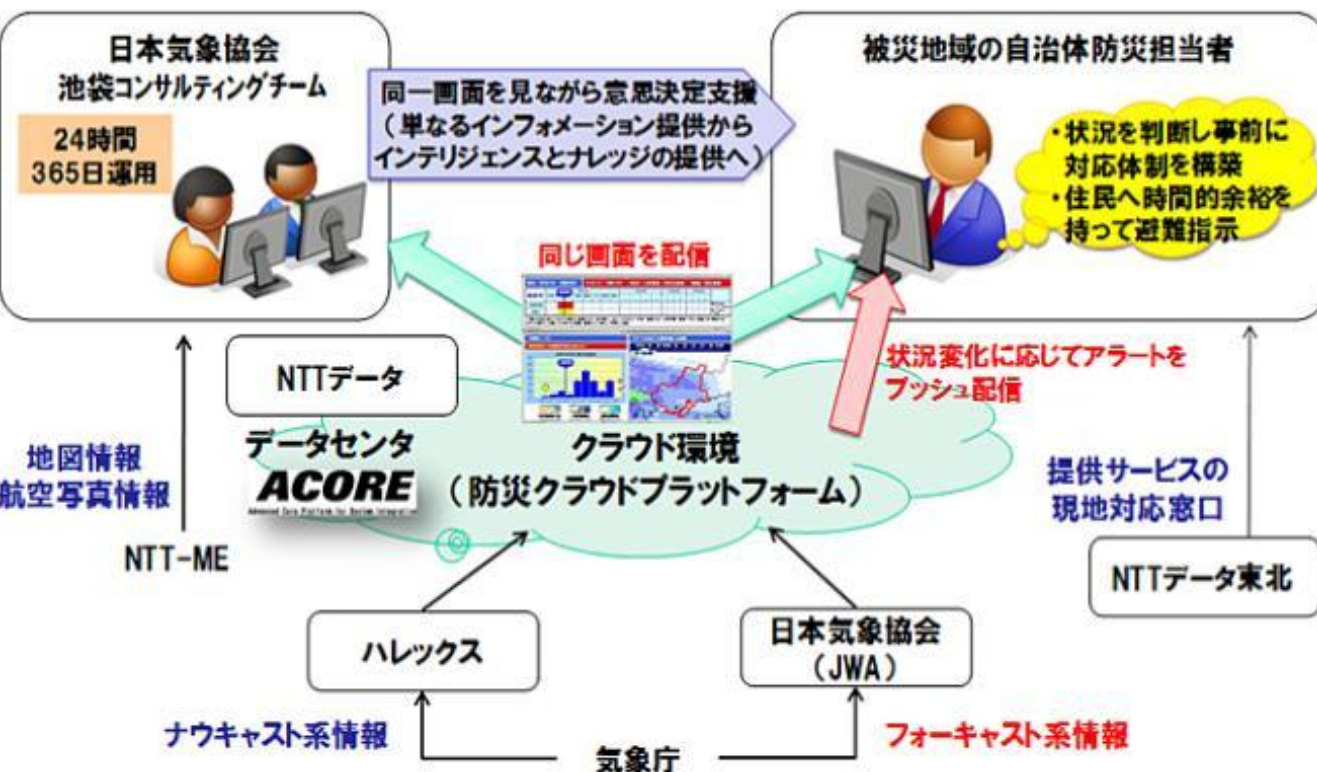 日本気象協会
池袋コンサルティングチーム
24時間
365日運用
同一画面を見ながら意思決定支援
(単なるインフォメーション提供から
インテリジェンスとナレッジの提供へ)
被災地域の自治体防災担当者
・状況を判断し事前に
対応体制を構築
・住民へ時間的余裕を
持って避難指示
同じ画面を配信
状況変化に応じてアラートを
プッシュ配信
NTTデータ
データセンタ
ACORE
Advanced Core Platform for System Integration
クラウド環境
(防災クラウドプラットフォーム)
地図情報
航空写真情報
NTT-ME
提供サービスの
現地対応窓口
NTTデータ東北
ハレックス
日本気象協会
(JWA)
ナウキャスト系情報
フォーキャスト系情報
気象庁